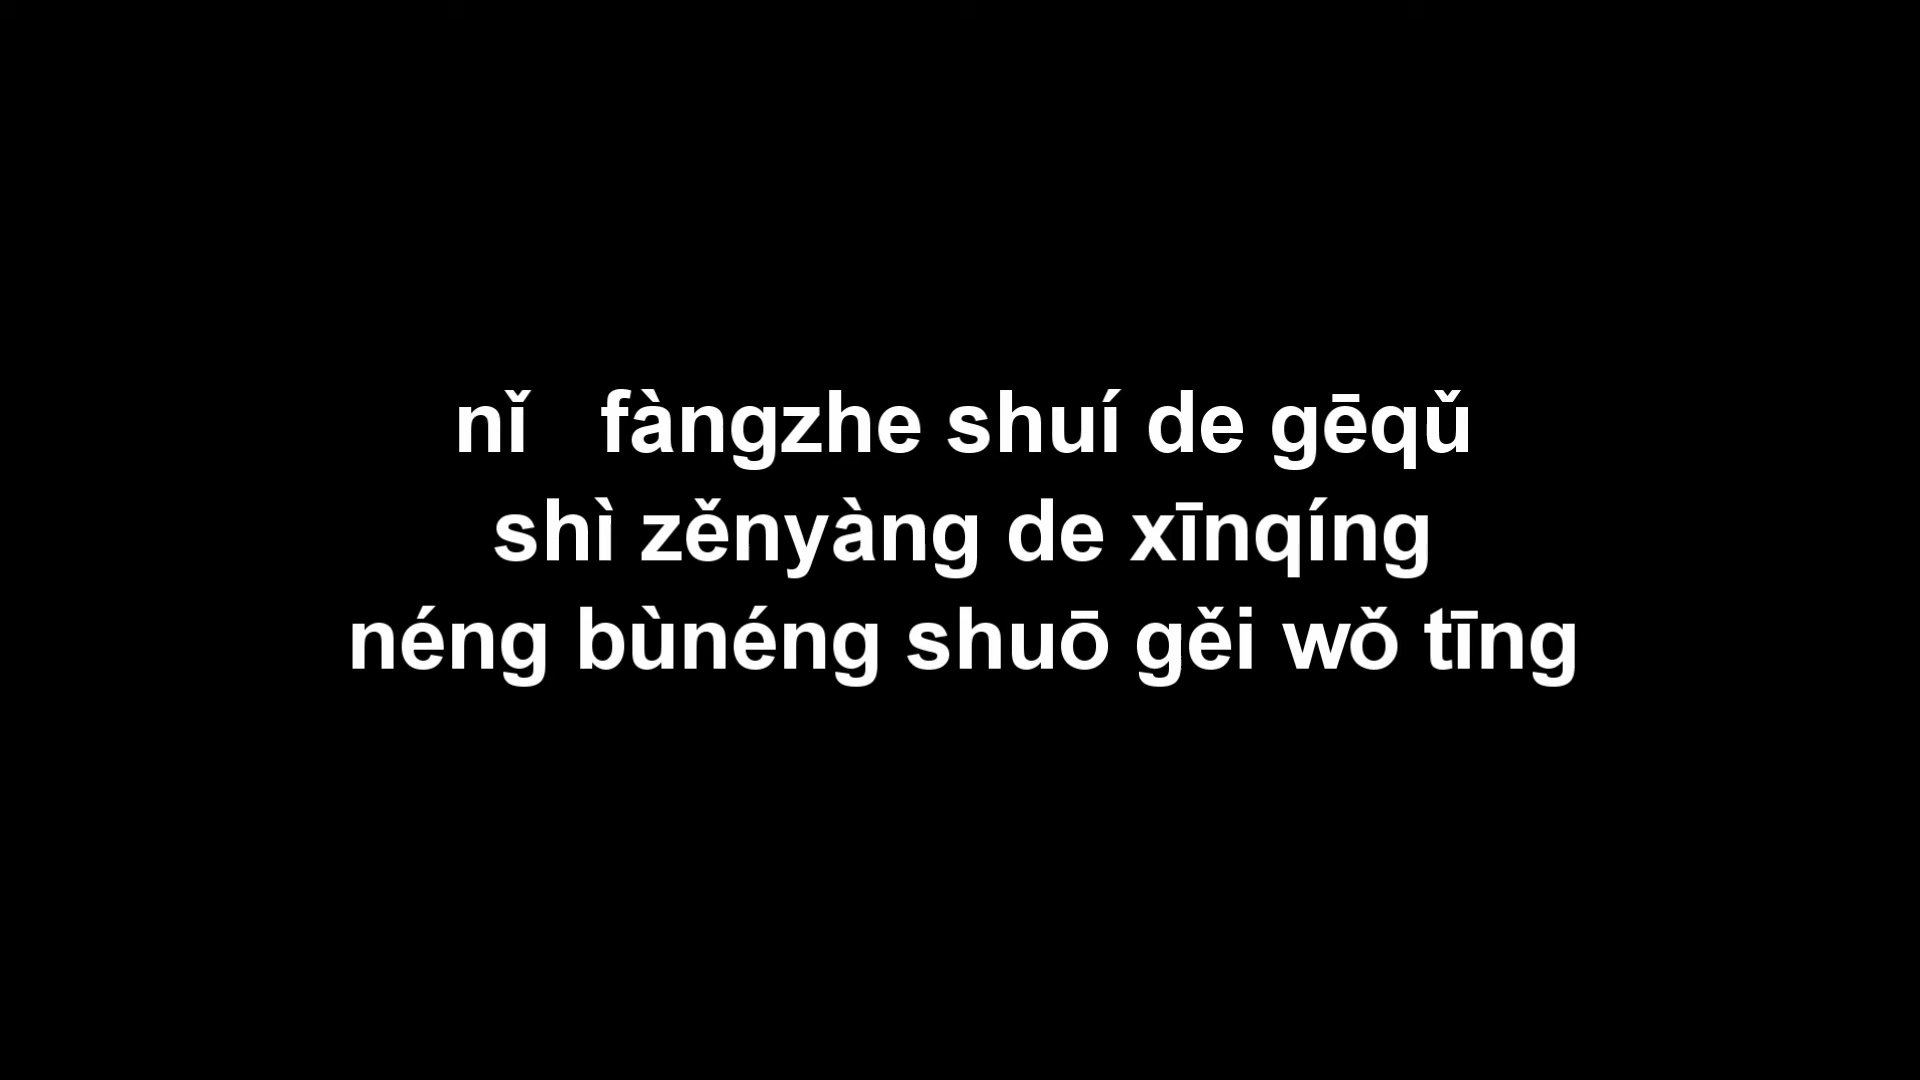 nǐ   fàngzhe shuí de gēqǔ
shì zěnyàng de xīnqíng
néng bùnéng shuō gěi wǒ tīng